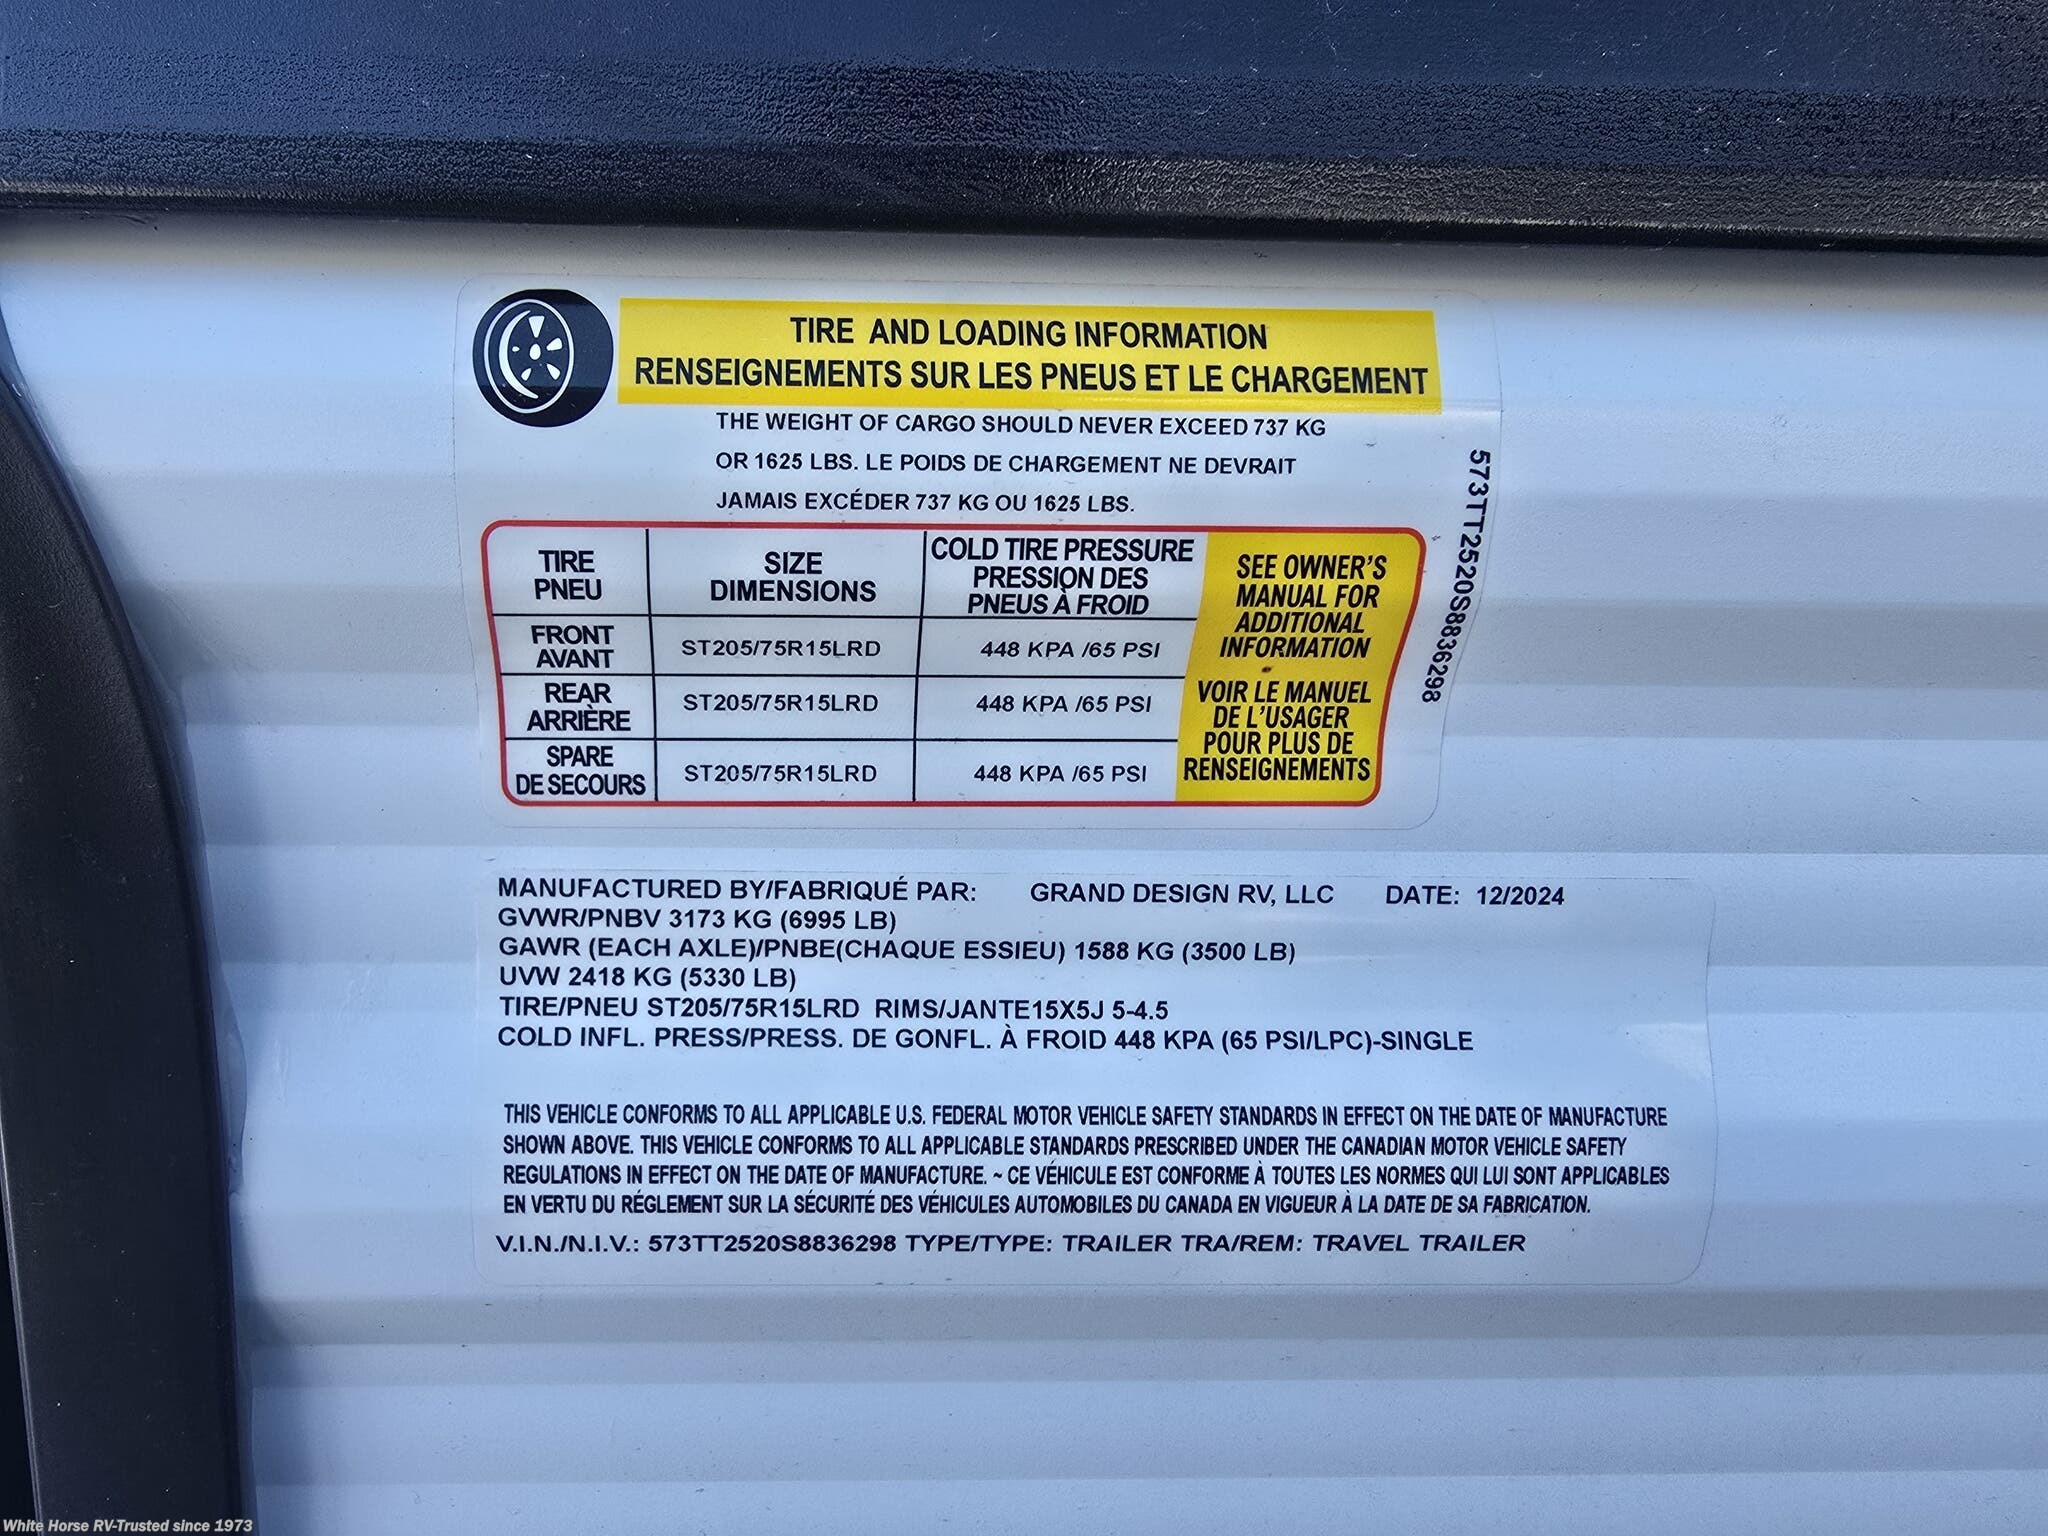 TIRE AND LOADING INFORMATION
RENSEIGNEMENTS SUR LES PNEUS ET LE CHARGEMENT
THE WEIGHT OF CARGO SHOULD NEVER EXCEED 737 KG
OR 1625 LBS. LE POIDS DE CHARGEMENT NE DEVRAIT
JAMAIS EXCÉDER 737 KG OU 1625 LBS.
TIRE
PNEU
SIZE
DIMENSIONS
COLD TIRE PRESSURE
PRESSION DES
PNEUS À FROID
FRONT
AVANT
ST205/75R15LRD
448 KPA /65 PSI
REAR
ARRIÈRE
ST205/75R15LRD
448 KPA /65 PSI
SPARE
DE SECOURS
ST205/75R15LRD
448 KPA /65 PSI
SEE OWNER'S
MANUAL FOR
ADDITIONAL
INFORMATION
VOIR LE MANUEL
DE L'USAGER
POUR PLUS DE
RENSEIGNEMENTS
573TT2520S8836298
MANUFACTURED BY/FABRIQUÉ PAR: GRAND DESIGN RV, LLC DATE: 12/2024
GVWR/PNBV 3173 KG (6995 LB)
GAWR (EACH AXLE)/PNBE(CHAQUE ESSIEU) 1588 KG (3500 LB)
UVW 2418 KG (5330 LB)
TIRE/PNEU ST205/75R15LRD RIMS/JANTE15X5J 5-4.5
COLD INFL. PRESS/PRESS. DE GONFL. À FROID 448 KPA (65 PSI/LPC)-SINGLE
THIS VEHICLE CONFORMS TO ALL APPLICABLE U.S. FEDERAL MOTOR VEHICLE SAFETY STANDARDS IN EFFECT ON THE DATE OF MANUFACTURE
SHOWN ABOVE. THIS VEHICLE CONFORMS TO ALL APPLICABLE STANDARDS PRESCRIBED UNDER THE CANADIAN MOTOR VEHICLE SAFETY
REGULATIONS IN EFFECT ON THE DATE OF MANUFACTURE. ~ CE VÉHICULE EST CONFORME À TOUTES LES NORMES QUI LUI SONT APPLICABLES
EN VERTU DU RÉGLEMENT SUR LA SÉCURITÉ DES VÉHICULES AUTOMOBILES DU CANADA EN VIGUEUR À LA DATE DE SA FABRICATION.
V.I.N./N.I.V.: 573TT2520S8836298 TYPE/TYPE: TRAILER TRA/REM: TRAVEL TRAILER
White Horse RV-Trusted since 1973